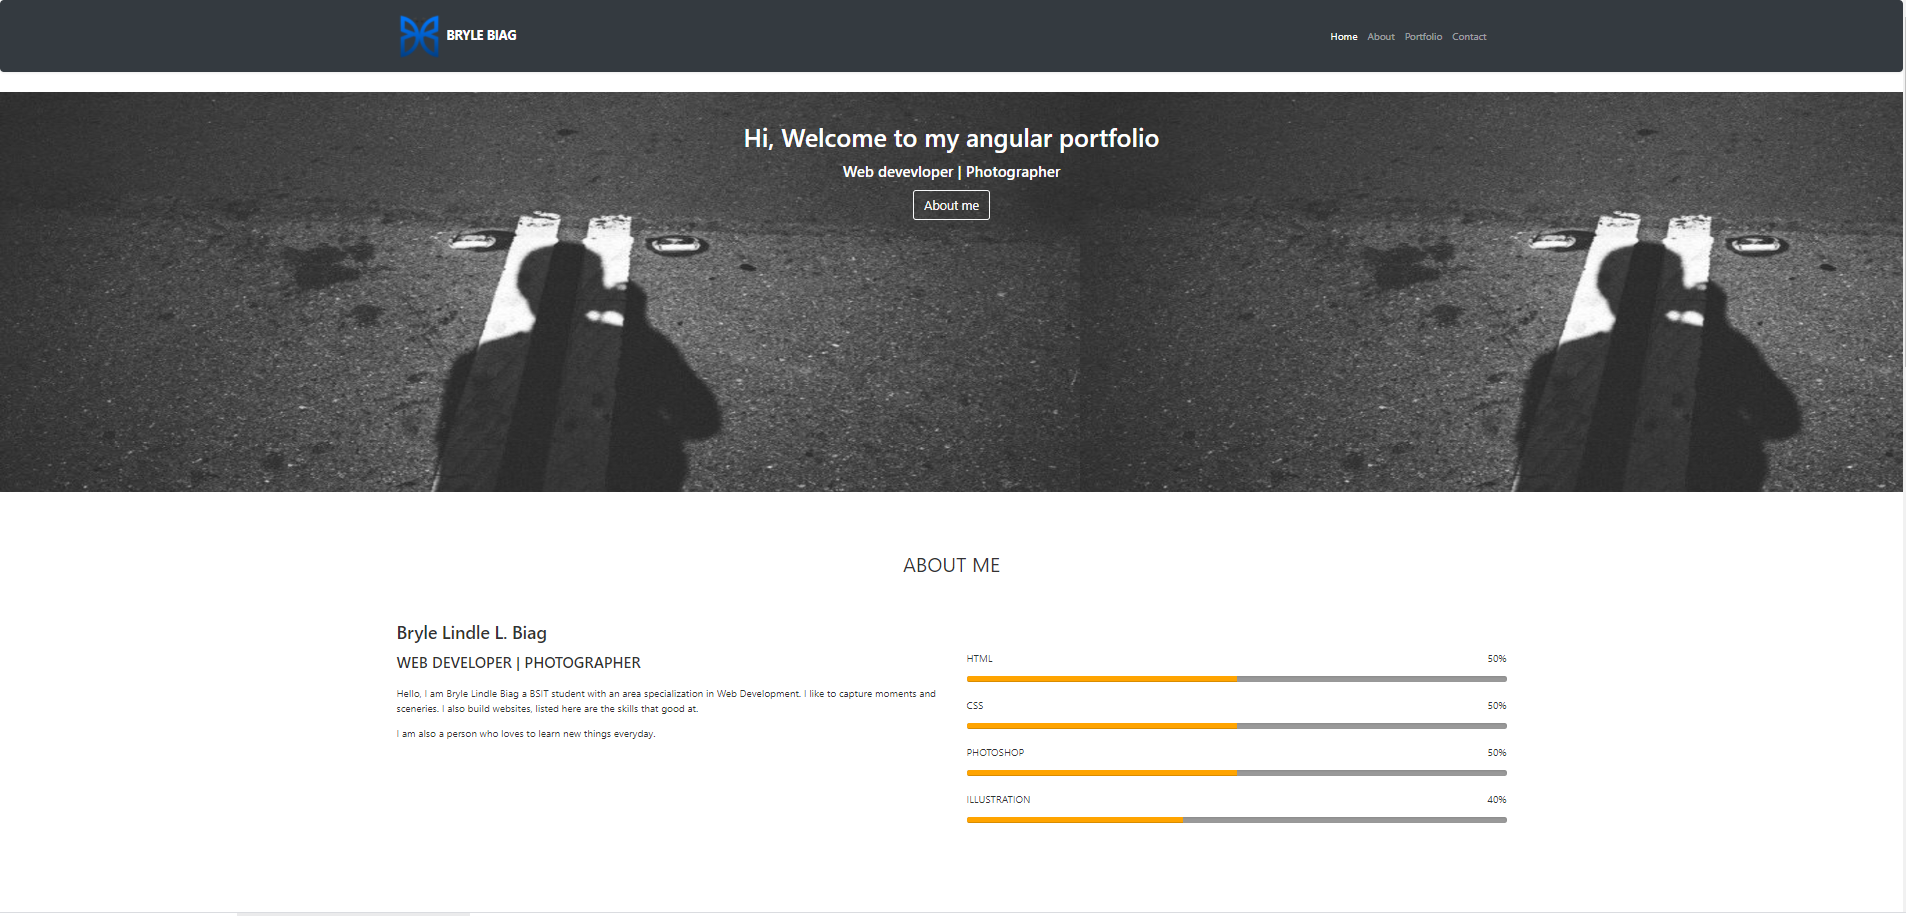 BRYLE BIAG
Home About Portfolio Contact
Hi, Welcome to my angular portfolio
Web devevloper | Photographer
About me
ABOUT ME
Bryle Lindle L. Biag
WEB DEVELOPER | PHOTOGRAPHER
Hello, I am Bryle Lindle Biag a BSIT student with an area specialization in Web Development. I like to capture moments and
sceneries. I also build websites, listed here are the skills that good at.
I am also a person who loves to learn new things everyday.
HTML 50%
CSS 50%
PHOTOSHOP 50%
ILLUSTRATION 40%